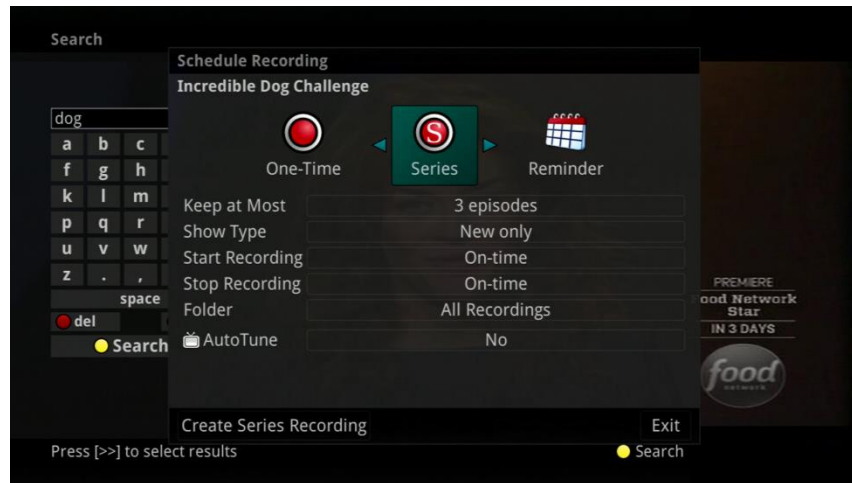 Search
Schedule Recording
Incredible Dog Challenge
dog
a b c
f g h
k l m
p q r
u v w
z . ,
space
del
Search
One-Time
S
Series
Reminder
Keep at Most 3 episodes
Show Type New only
Start Recording On-time
Stop Recording On-time
Folder All Recordings
AutoTune No
Create Series Recording Exit
PREMIERE
ood Network
Star
IN 3 DAYS
food
network
Press [>>] to select results
Search